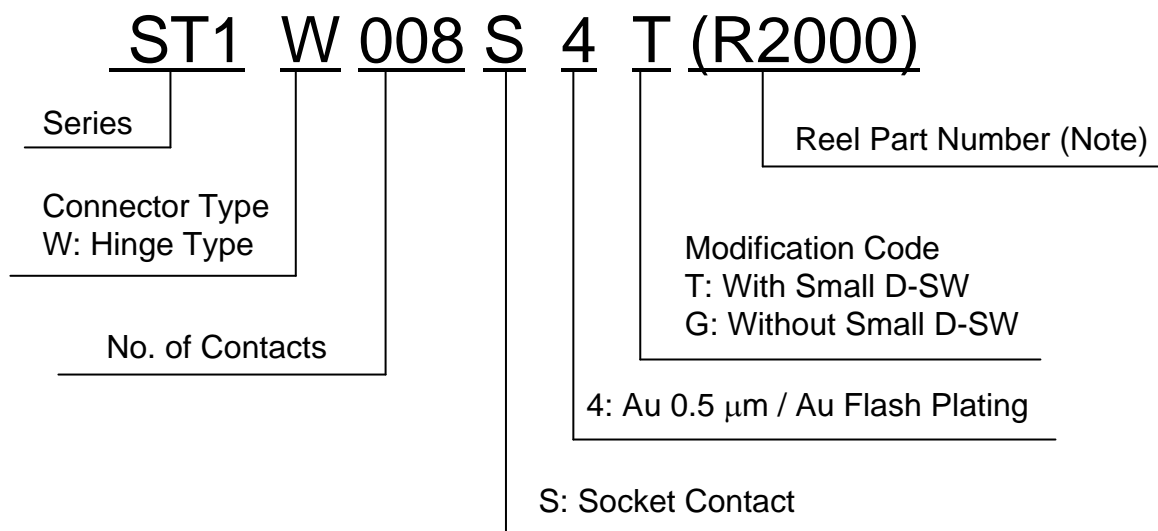 ST1 W 008 S 4 T (R2000)
Series
Reel Part Number (Note)
Connector Type
W: Hinge Type
Modification Code
T: With Small D-SW
G: Without Small D-SW
No. of Contacts
4: Au 0.5 μm / Au Flash Plating
S: Socket Contact